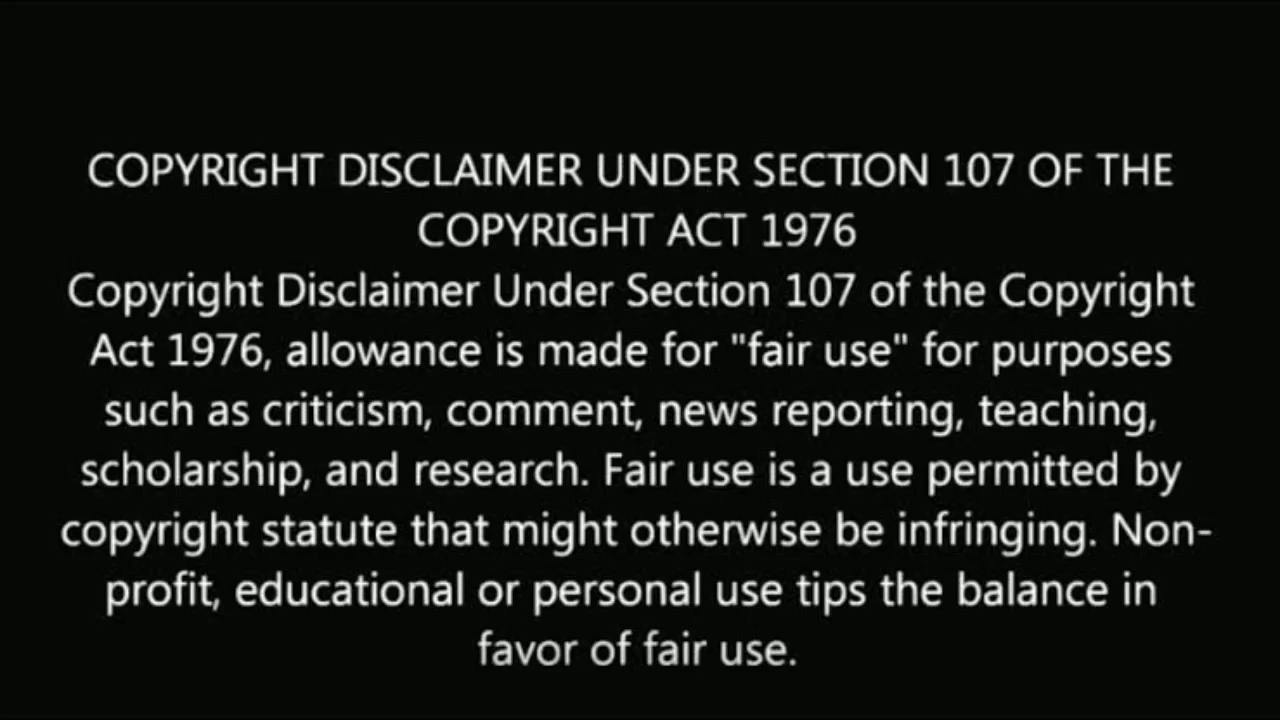 COPYRIGHT DISCLAIMER UNDER SECTION 107 OF THE
COPYRIGHT ACT 1976
Copyright Disclaimer Under Section 107 of the Copyright
Act 1976, allowance is made for "fair use" for purposes
such as criticism, comment, news reporting, teaching,
scholarship, and research. Fair use is a use permitted by
copyright statute that might otherwise be infringing. Non-
profit, educational or personal use tips the balance in
favor of fair use.